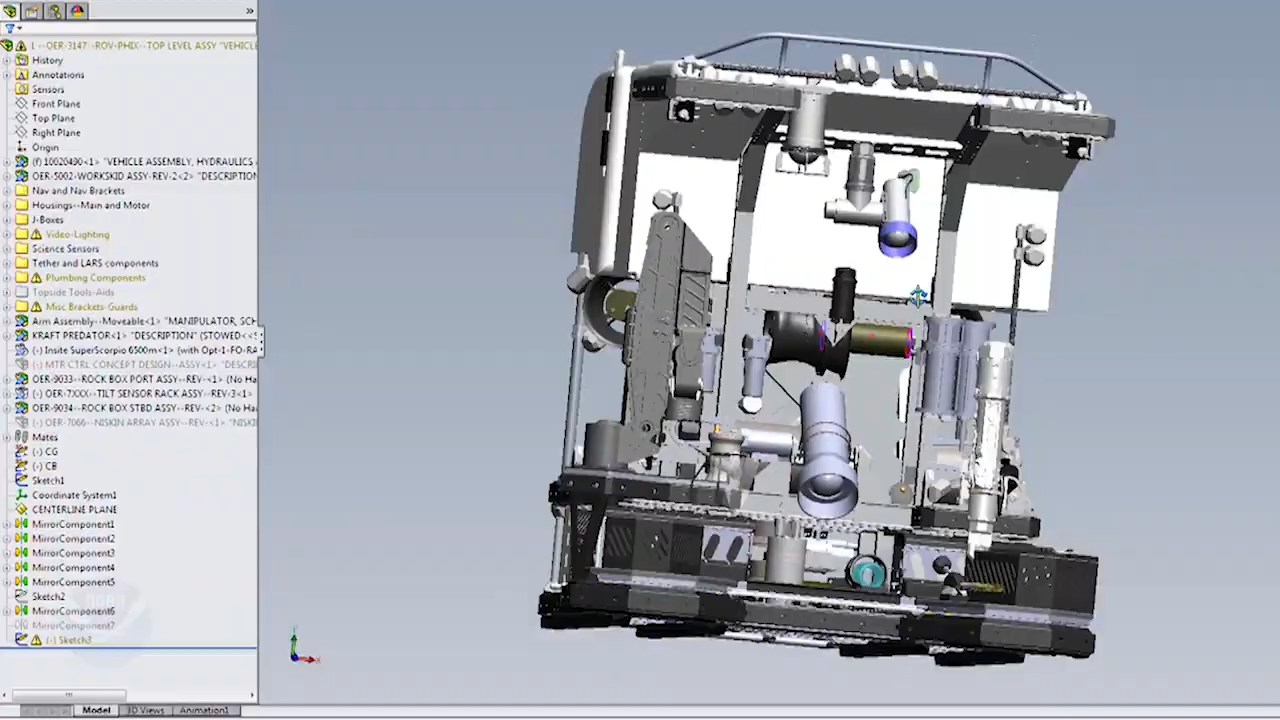 OER-3147--ROV-PHIX--TOP LEVEL ASSY "VEHICLE
History
Annotations
Sensors
Front Plane
Top Plane
Right Plane
Origin
(f) 10020490<1> "VEHICLE ASSEMBLY, HYDRAULICS
OER-5002-WORKSKID ASSY-REV-2<2> "DESCRIPTION
Nav and Nav Brackets
Housings--Main and Motor
J-Boxes
Video-Lighting
Science Sensors
Tether and LARS components
Plumbing Components
Topside Tools-Aids
Misc Brackets-Guards
Arm Assembly--Moveable<1> "MANIPULATOR, SCH
KRAFT PREDATOR<1> "DESCRIPTION" (STOWED<<S
(-) Insite SuperScorpio 6500m<1> (with Opt-1-FO-RA
(-) MTR CTRL CONCEPT DESIGN--ASSY<1> "DESCRI
OER-9033--ROCK BOX PORT ASSY--REV-<1> (No Ha
(-) OER-7XXX--TILT SENSOR RACK ASSY--REV-3<1>
OER-9034--ROCK BOX STBD ASSY--REV-<2> (No Ha
(-) OER-7066--NISKIN ARRAY ASSY--REV-<1> "NISKI
Mates
(-) CG
(-) CB
Sketch1
Coordinate System1
CENTERLINE PLANE
MirrorComponent1
MirrorComponent2
MirrorComponent3
MirrorComponent4
MirrorComponent5
Sketch2
MirrorComponent6
MirrorComponent7
(-) Sketch3
Model 3D Views Animation1